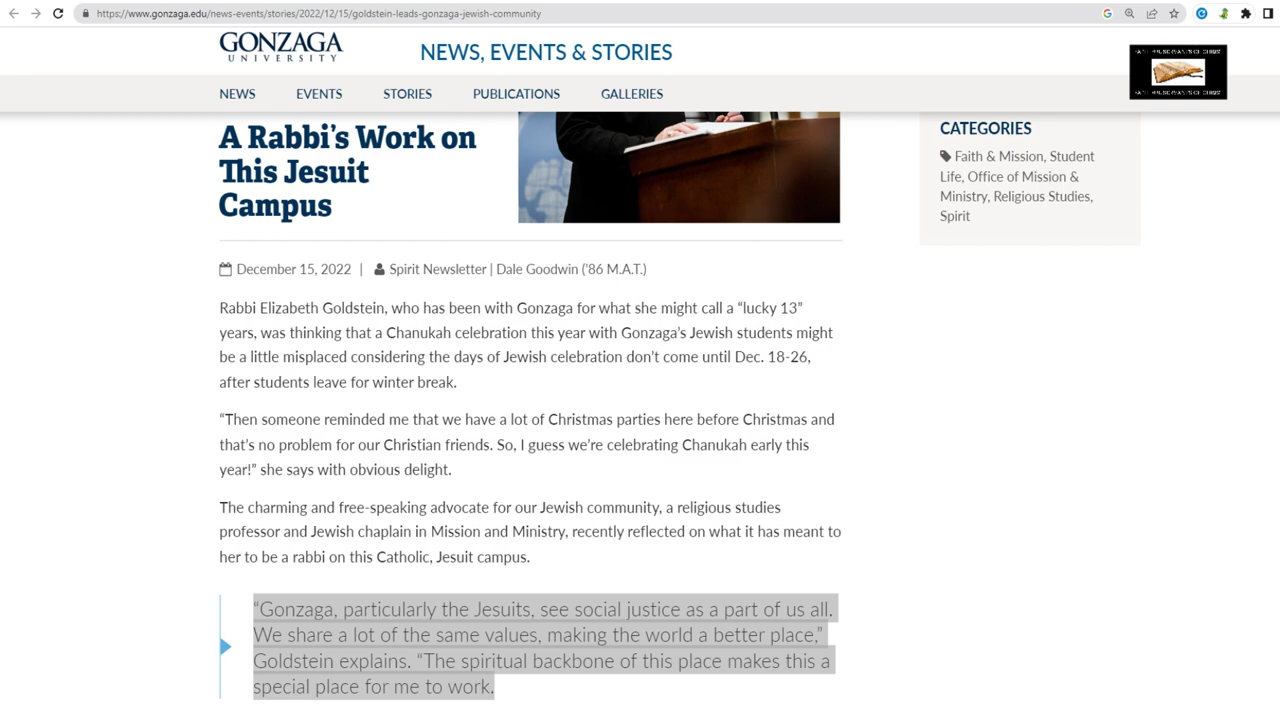 https://www.gonzaga.edu/news-events/stories/2022/12/15/goldstein-leads-gonzaga-jewish-community
GONZAGA
UNIVERSITY
NEWS, EVENTS & STORIES
FAITHFUL SERVANTS OF CHRIST
FAITHFUL SERVANTS OF CHRIST
NEWS
EVENTS
STORIES
PUBLICATIONS
GALLERIES
A Rabbi’s Work on
This Jesuit
Campus
CATEGORIES
Faith & Mission, Student
Life, Office of Mission &
Ministry, Religious Studies,
Spirit
December 15, 2022 | Spirit Newsletter | Dale Goodwin (’86 M.A.T.)
Rabbi Elizabeth Goldstein, who has been with Gonzaga for what she might call a “lucky 13”
years, was thinking that a Chanukah celebration this year with Gonzaga’s Jewish students might
be a little misplaced considering the days of Jewish celebration don’t come until Dec. 18-26,
after students leave for winter break.
“Then someone reminded me that we have a lot of Christmas parties here before Christmas and
that’s no problem for our Christian friends. So, I guess we’re celebrating Chanukah early this
year!” she says with obvious delight.
The charming and free-speaking advocate for our Jewish community, a religious studies
professor and Jewish chaplain in Mission and Ministry, recently reflected on what it has meant to
her to be a rabbi on this Catholic, Jesuit campus.
“Gonzaga, particularly the Jesuits, see social justice as a part of us all.
We share a lot of the same values, making the world a better place,”
Goldstein explains. “The spiritual backbone of this place makes this a
special place for me to work.